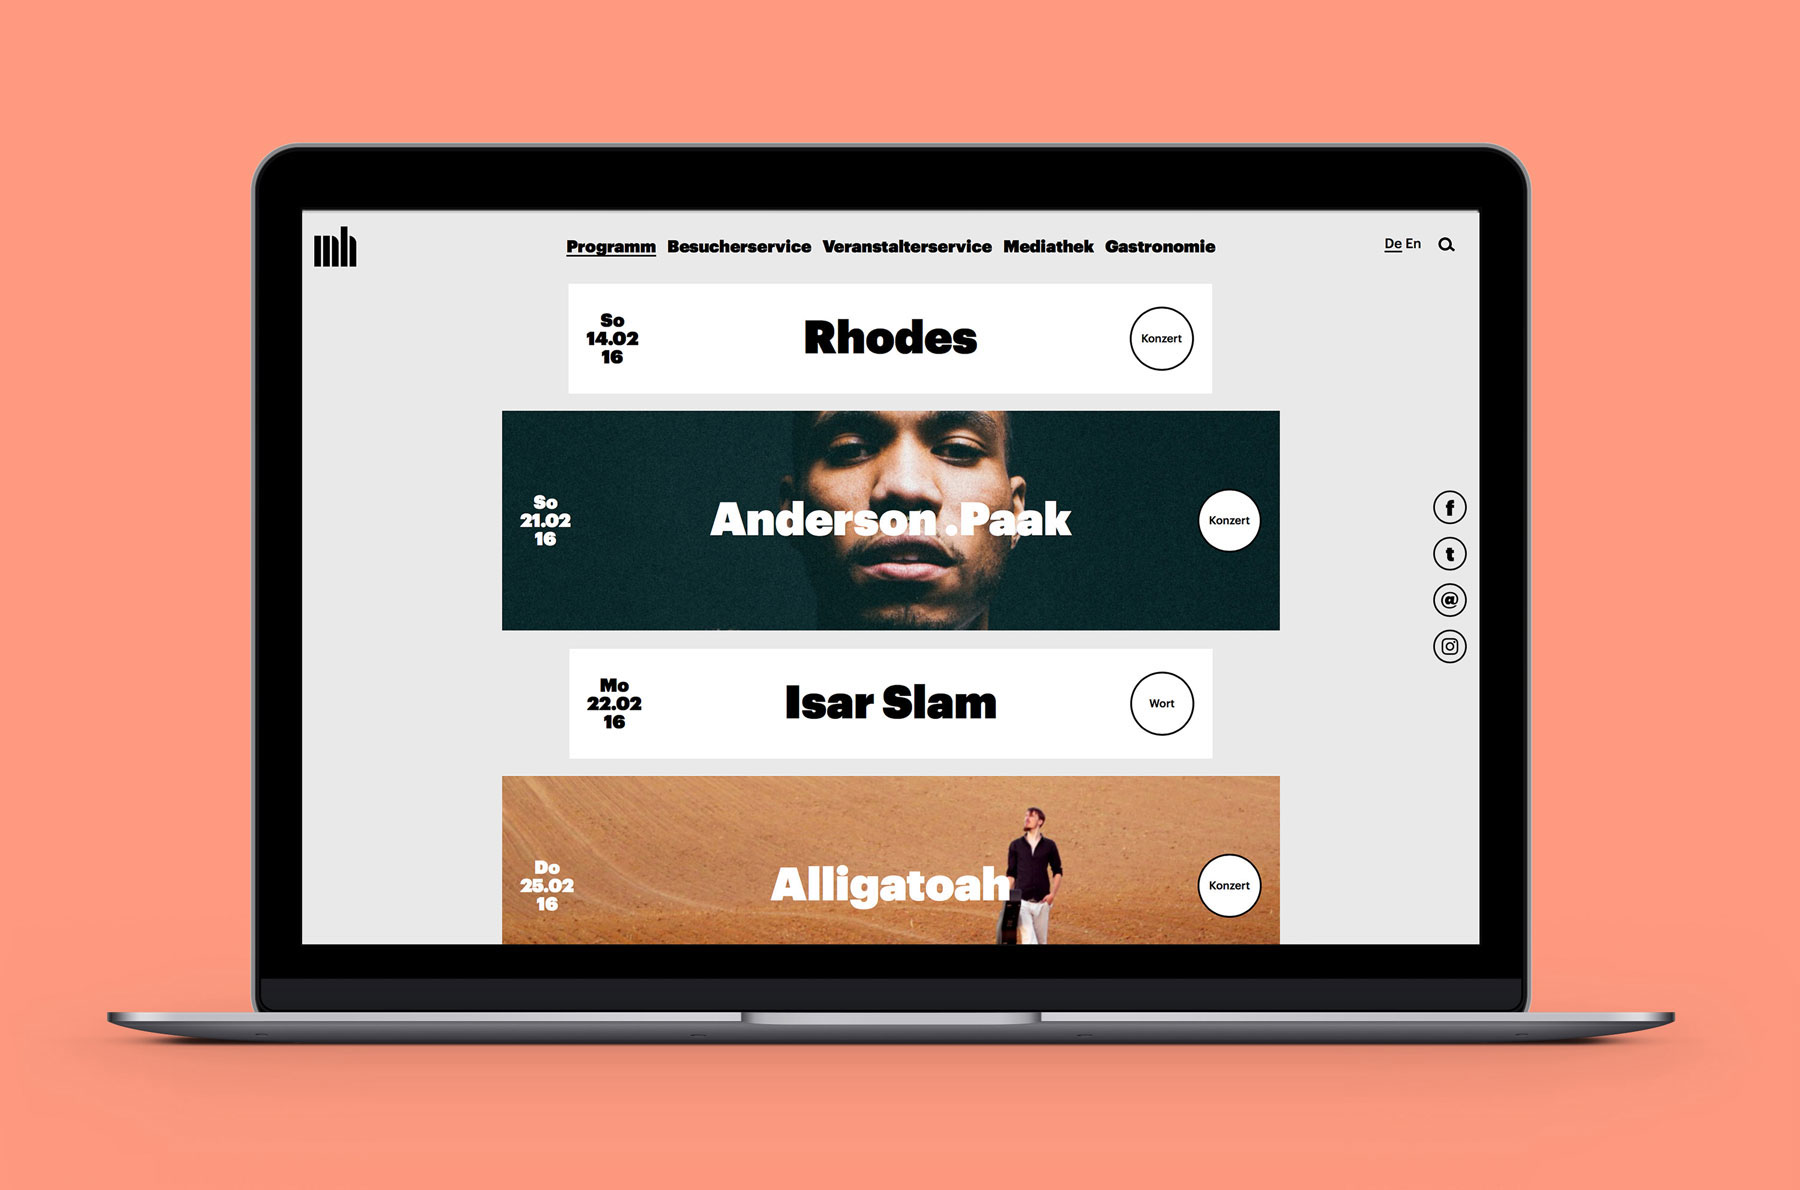 mh
Programm Besucherservice Veranstalterservice Mediathek Gastronomie
De En
So
14.02
16
Rhodes
Konzert
So
21.02
16
Anderson .Paak
Konzert
Mo
22.02
16
Isar Slam
Wort
Do
25.02
16
Alligatoah
Konzert
f
t
@